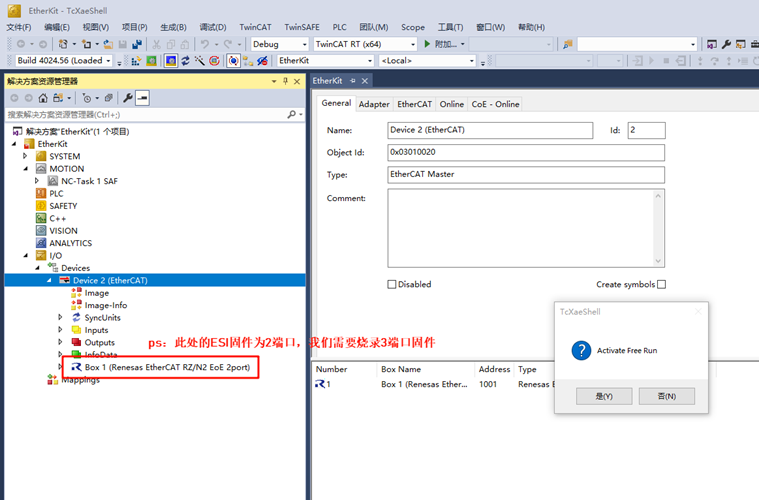 EtherKit - TcXaeShell
文件(F) 编辑(E) 视图(V) 项目(P) 生成(B) 调试(D) TwinCAT TwinSAFE PLC 团队(M) Scope 工具(T) 窗口(W) 帮助(H)
Debug TwinCAT RT (x64) 附加...
Build 4024.56 (Loaded EtherKit <Local>
解决方案资源管理器
搜索解决方案资源管理器(Ctrl+;)
解决方案"EtherKit"(1 个项目)
EtherKit
SYSTEM
MOTION
NC-Task 1 SAF
PLC
SAFETY
C++
VISION
ANALYTICS
I/O
Devices
Device 2 (EtherCAT)
Image
Image-Info
SyncUnits
Inputs
Outputs
InfoData
Box 1 (Renesas EtherCAT RZ/N2 EoE 2port)
Mappings
ps：此处的ESI固件为2端口，我们需要烧录3端口固件
EtherKit
General Adapter EtherCAT Online CoE - Online
Name: Device 2 (EtherCAT) Id: 2
Object Id: 0x03010020
Type: EtherCAT Master
Comment:
Disabled Create symbols
Number Box Name Address Type
1 Box 1 (Renesas Ether... 1001 Renesas E
TcXaeShell
Activate Free Run
是(Y) 否(N)